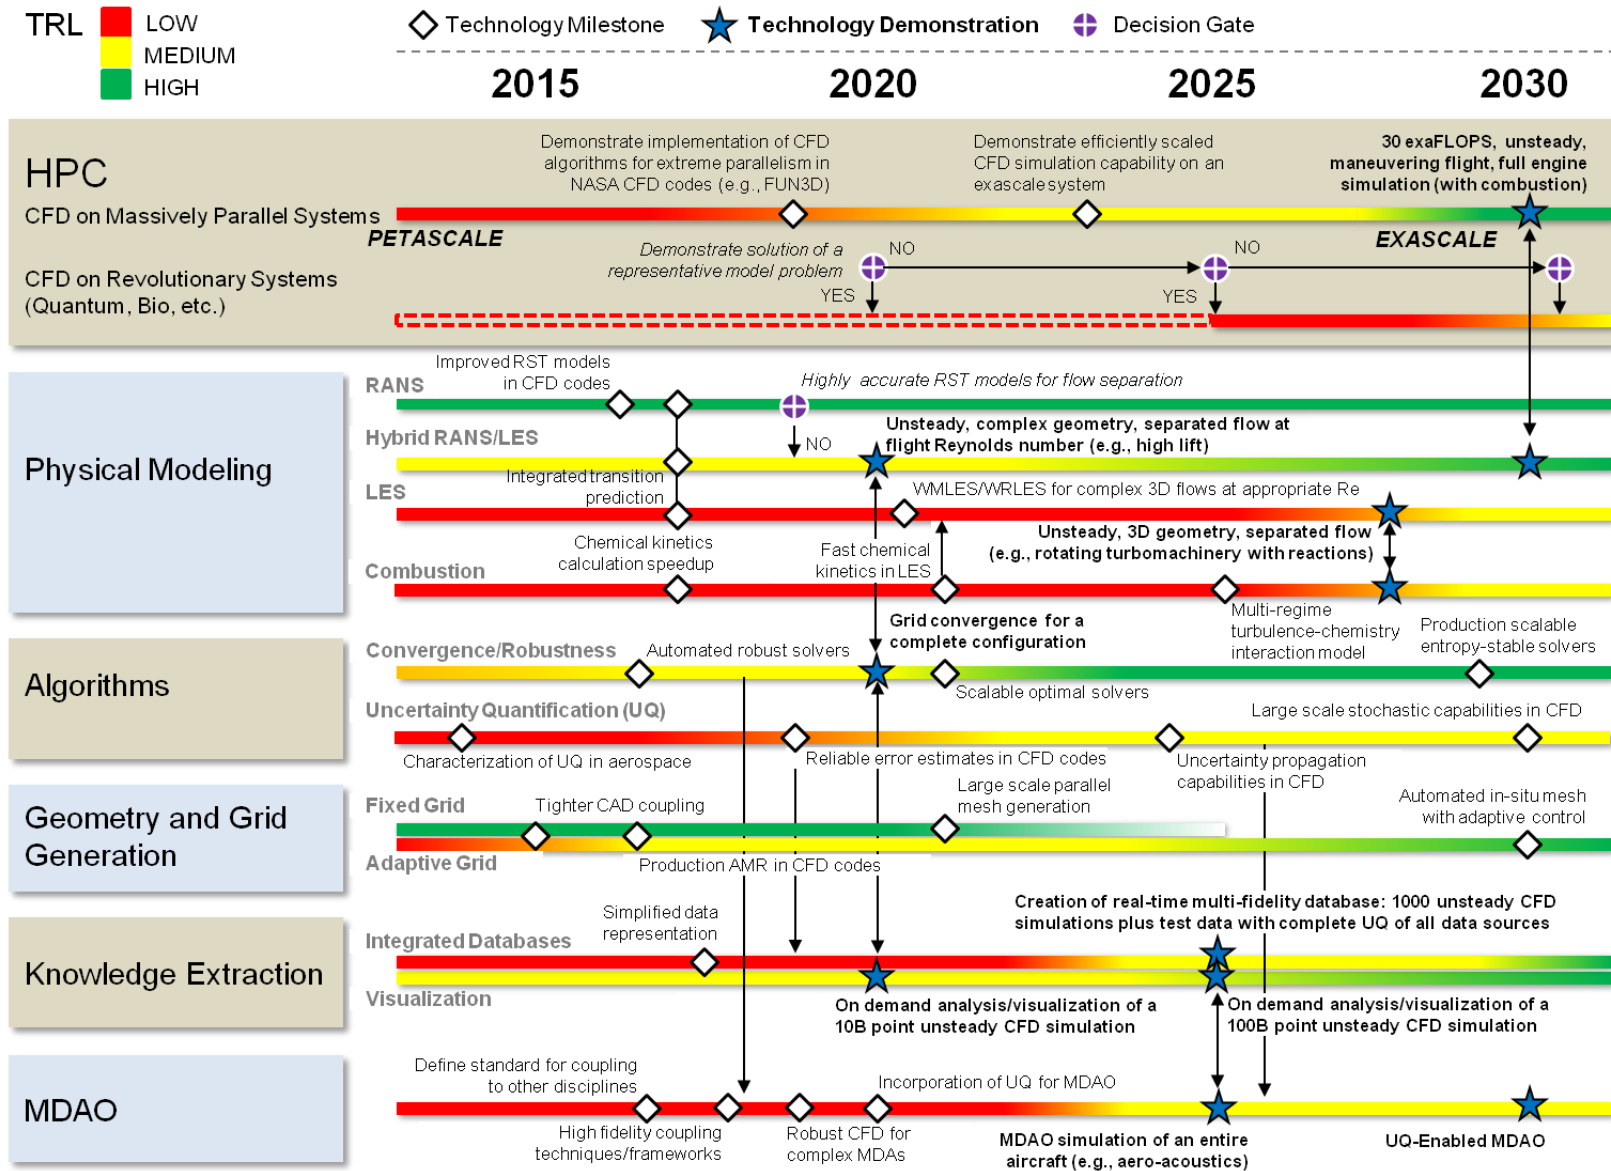 TRL
LOW
MEDIUM
HIGH
Technology Milestone
Technology Demonstration
Decision Gate
2015
2020
2025
2030
HPC
CFD on Massively Parallel Systems
Demonstrate implementation of CFD
algorithms for extreme parallelism in
NASA CFD codes (e.g., FUN3D)
Demonstrate efficiently scaled
CFD simulation capability on an
exascale system
30 exaFLOPS, unsteady,
maneuvering flight, full engine
simulation (with combustion)
PETASCALE
EXASCALE
CFD on Revolutionary Systems
(Quantum, Bio, etc.)
Demonstrate solution of a
representative model problem
NO
NO
YES
YES
Physical Modeling
RANS
Improved RST models
in CFD codes
Highly accurate RST models for flow separation
Hybrid RANS/LES
NO
Unsteady, complex geometry, separated flow at
flight Reynolds number (e.g., high lift)
LES
Integrated transition
prediction
WMLES/WRLES for complex 3D flows at appropriate Re
Unsteady, 3D geometry, separated flow
(e.g., rotating turbomachinery with reactions)
Combustion
Chemical kinetics
calculation speedup
Fast chemical
kinetics in LES
Grid convergence for a
complete configuration
Multi-regime
turbulence-chemistry
interaction model
Production scalable
entropy-stable solvers
Algorithms
Convergence/Robustness
Automated robust solvers
Scalable optimal solvers
Uncertainty Quantification (UQ)
Large scale stochastic capabilities in CFD
Characterization of UQ in aerospace
Reliable error estimates in CFD codes
Uncertainty propagation
capabilities in CFD
Geometry and Grid
Generation
Fixed Grid
Tighter CAD coupling
Large scale parallel
mesh generation
Automated in-situ mesh
with adaptive control
Adaptive Grid
Production AMR in CFD codes
Knowledge Extraction
Integrated Databases
Simplified data
representation
Creation of real-time multi-fidelity database: 1000 unsteady CFD
simulations plus test data with complete UQ of all data sources
Visualization
On demand analysis/visualization of a
10B point unsteady CFD simulation
On demand analysis/visualization of a
100B point unsteady CFD simulation
MDAO
Define standard for coupling
to other disciplines
Incorporation of UQ for MDAO
High fidelity coupling
techniques/frameworks
Robust CFD for
complex MDAs
MDAO simulation of an entire
aircraft (e.g., aero-acoustics)
UQ-Enabled MDAO